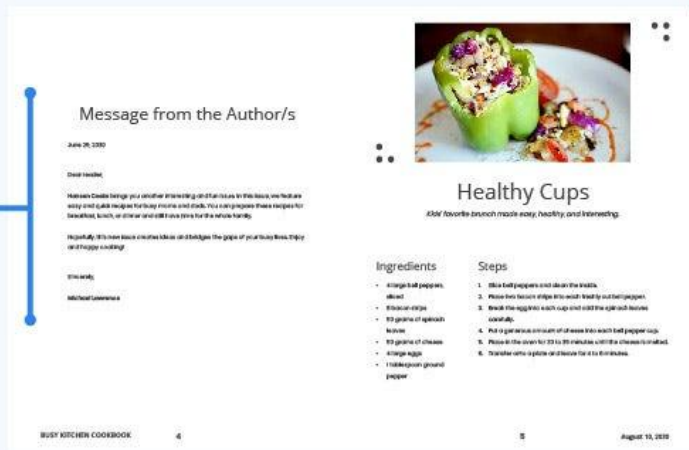 Message from the Author/s
June 29, 2030
Dear reader,
Hansen Cooks brings you another interesting and fun issue. In this issue, we feature
easy and quick recipes for busy moms and dads. You can prepare these recipes for
breakfast, lunch, or dinner and still have time for the whole family.
Hopefully, this new issue creates ideas and bridges the gaps of your busy lives. Enjoy
and happy cooking!
Sincerely,
Michael Lawrence
BUSY KITCHEN COOKBOOK
4
Healthy Cups
Kids' favorite brunch made easy, healthy, and interesting.
Ingredients
• 4 large bell peppers,
sliced
• 8 bacon strips
• 50 grams of spinach
leaves
• 50 grams of cheese
• 4 large eggs
• 1 tablespoon ground
pepper
Steps
1. Slice bell peppers and clean the inside.
2. Place two bacon strips into each freshly cut bell pepper.
3. Break the egg into each cup and add the spinach leaves
carefully.
4. Put a generous amount of cheese into each bell pepper cup.
5. Place in the oven for 20 to 25 minutes until the cheese is melted.
6. Transfer onto a plate and leave for 4 to 6 minutes.
5
August 10, 2030